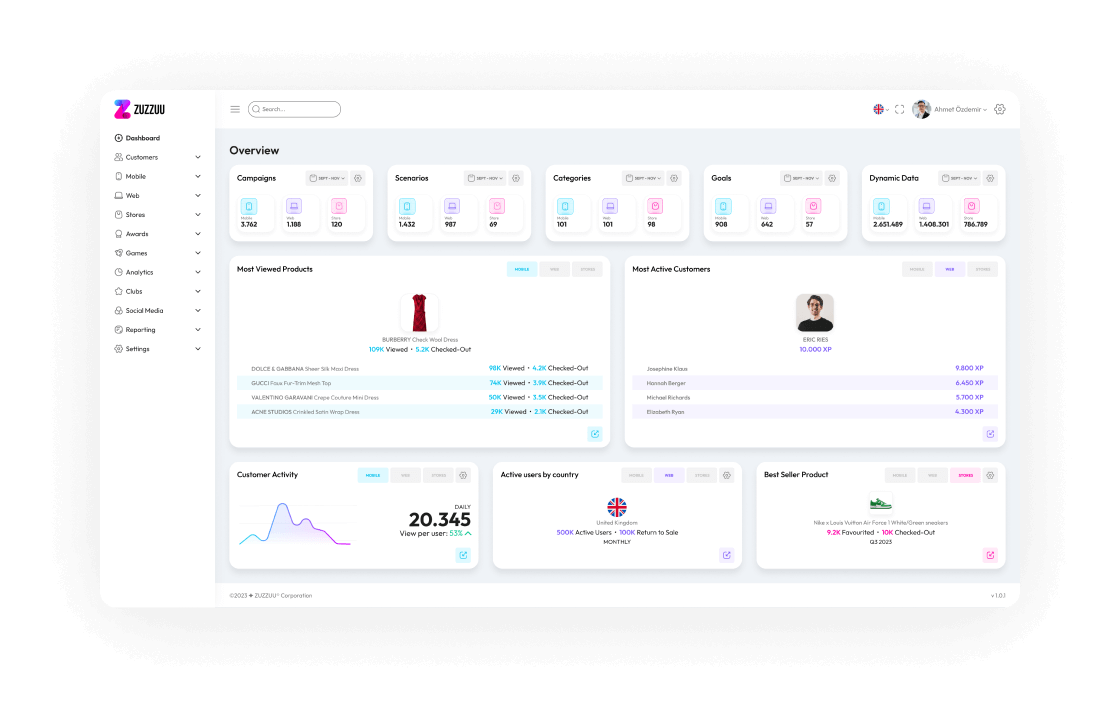 ZUZZUU
Search...
Ahmet Özdemir
Dashboard
Customers
Mobile
Web
Stores
Awards
Games
Analytics
Clubs
Social Media
Reporting
Settings
Overview
Campaigns
SEPT - NOV
Mobile
3.762
Web
1.188
Store
120
Scenarios
SEPT - NOV
Mobile
1.432
Web
987
Store
69
Categories
SEPT - NOV
Mobile
101
Web
101
Store
98
Goals
SEPT - NOV
Mobile
908
Web
642
Store
57
Dynamic Data
SEPT - NOV
Mobile
2.651.489
Web
1.408.301
Store
786.789
Most Viewed Products
MOBILE WEB STORES
BURBERRY Check Wool Dress
109K Viewed • 5.2K Checked-Out
DOLCE & GABBANA Sheer Silk Maxi Dress 98K Viewed • 4.2K Checked-Out
GUCCI Faux Fur-Trim Mesh Top 74K Viewed • 3.9K Checked-Out
VALENTINO GARAVANI Crepe Couture Mini Dress 50K Viewed • 3.5K Checked-Out
ACNE STUDIOS Crinkled Satin Wrap Dress 29K Viewed • 2.1K Checked-Out
Most Active Customers
MOBILE WEB STORES
ERIC RIES
10.000 XP
Josephine Klaus 9.800 XP
Hannah Berger 6.450 XP
Michael Richards 5.700 XP
Elizabeth Ryan 4.300 XP
Customer Activity
MOBILE WEB STORES
DAILY
20.345
View per user: 53%
Active users by country
MOBILE WEB STORES
United Kingdom
500K Active Users • 100K Return to Sale
MONTHLY
Best Seller Product
MOBILE WEB STORES
Nike x Louis Vuitton Air Force 1 White/Green sneakers
9.2K Favourited • 10K Checked-Out
Q3 2023
©2023 ZUZZUU® Corporation
v 1.0.1